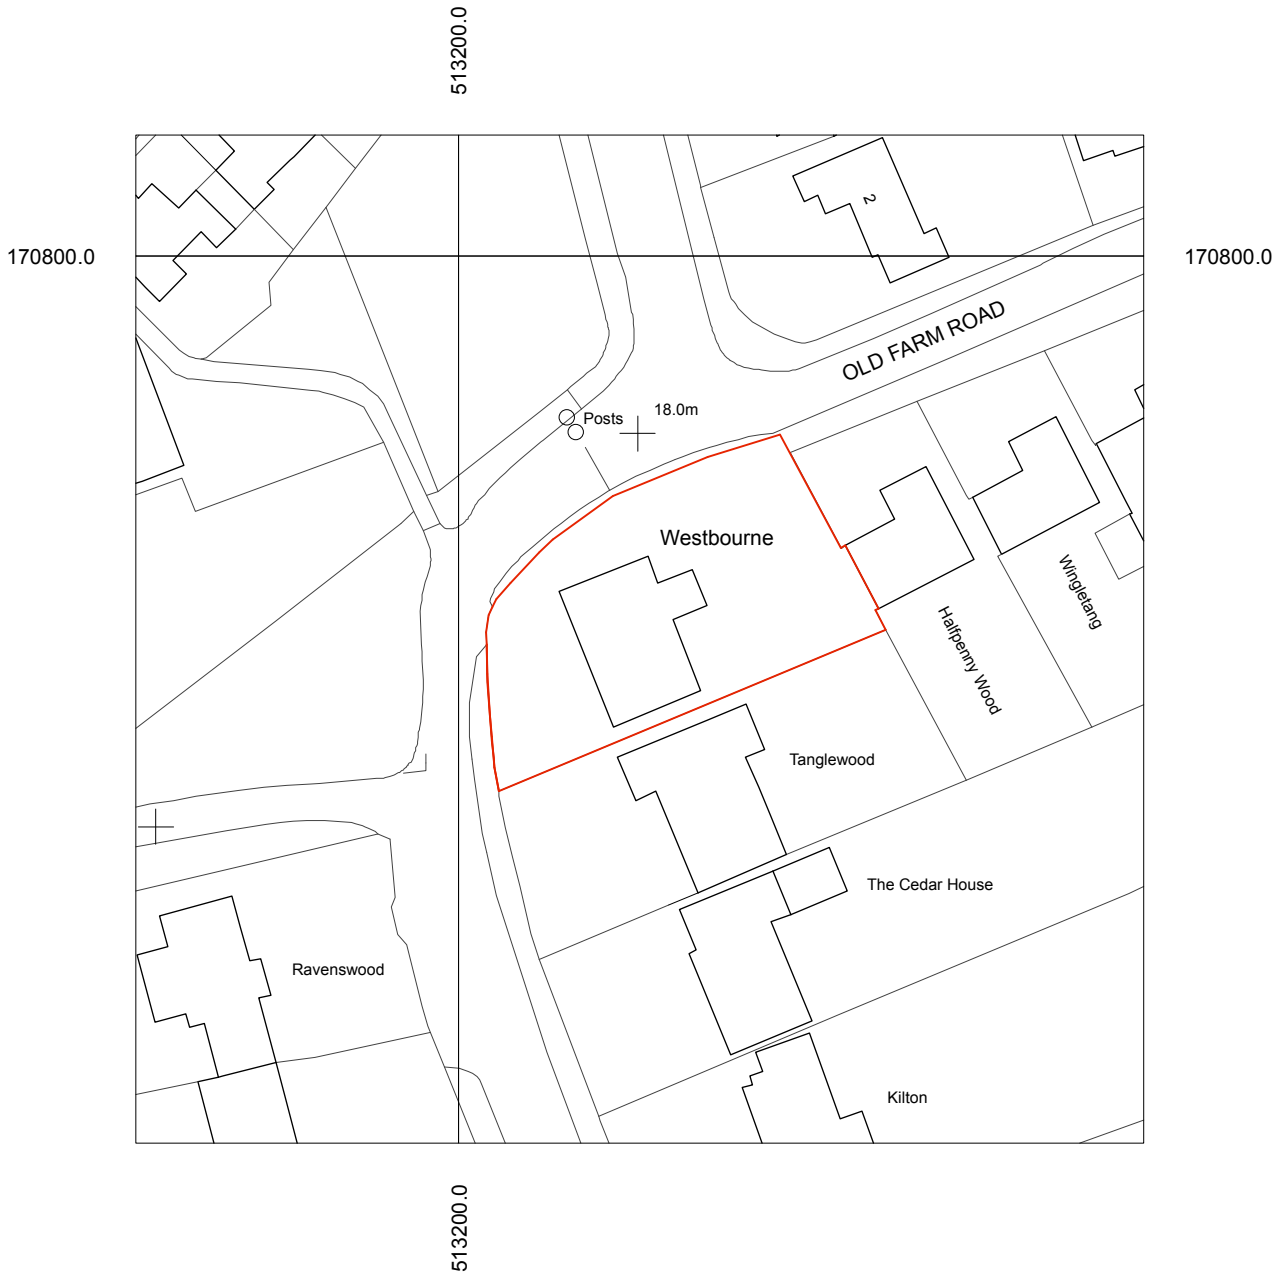 513200.0
170800.0
170800.0
2
OLD FARM ROAD
Posts
18.0m
Westbourne
Wingletang
Halfpenny Wood
Tanglewood
The Cedar House
Ravenswood
Kilton
513200.0